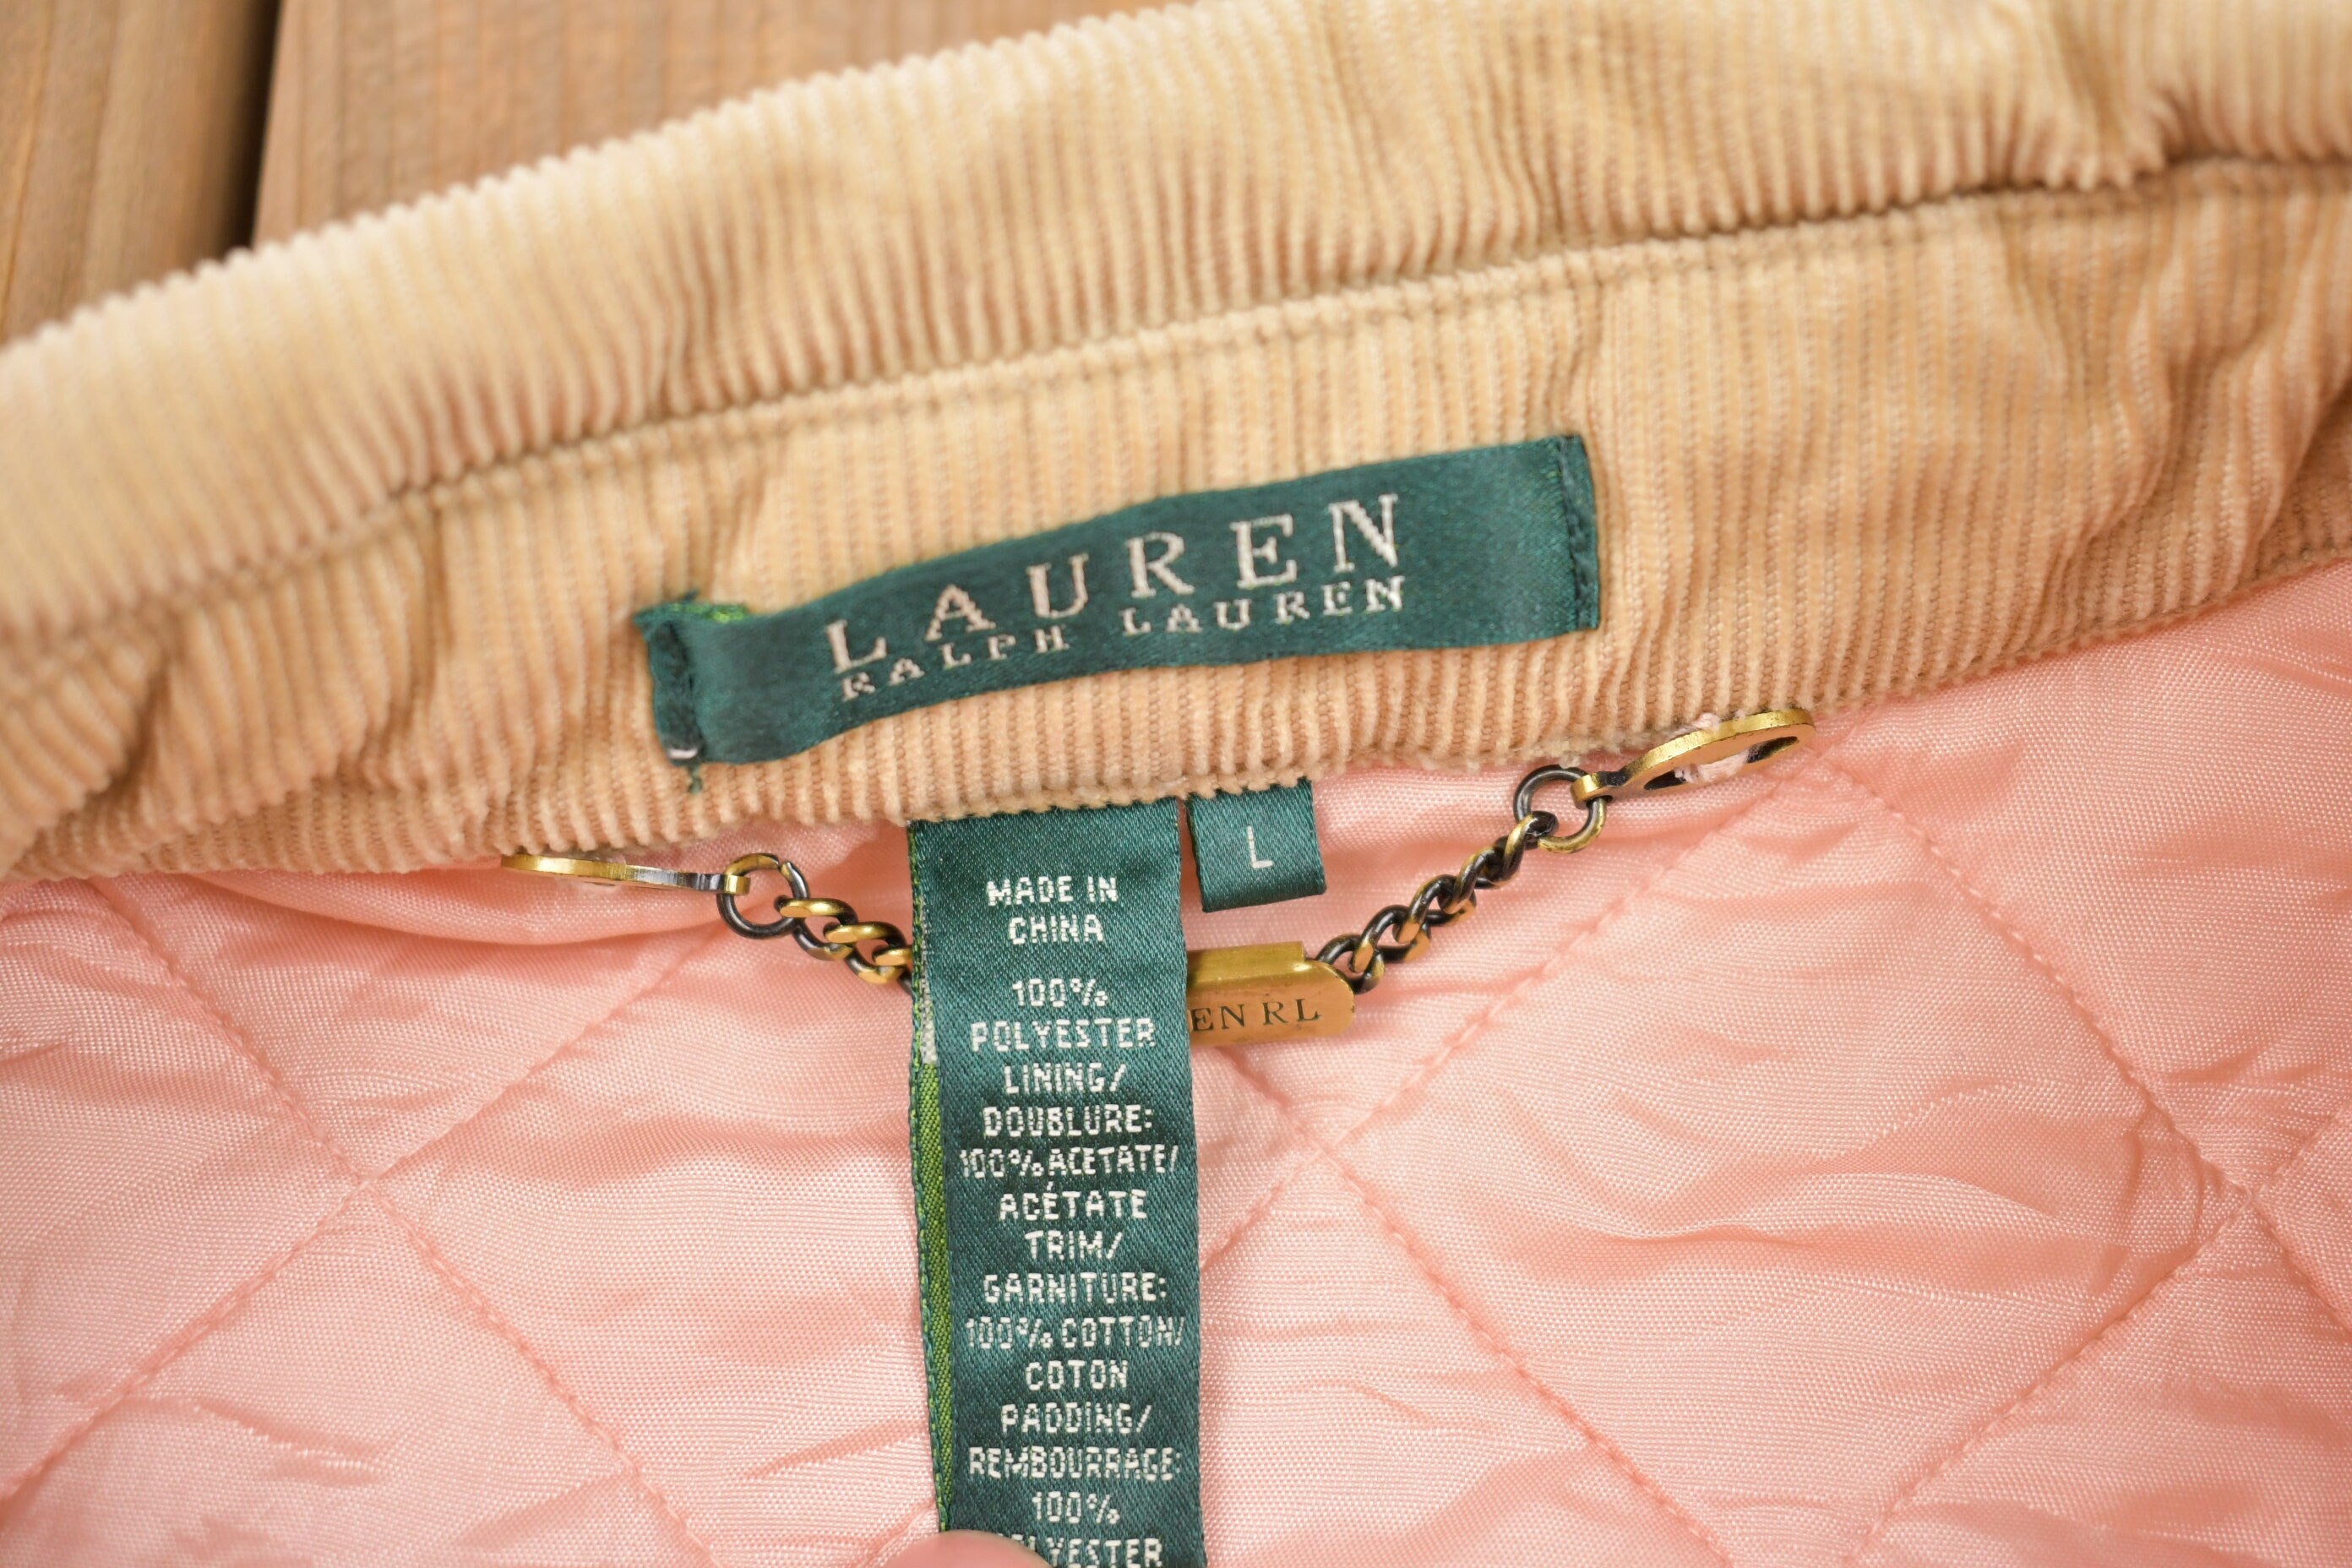 LAUREN
RALPH LAUREN
L
MADE IN
CHINA
100%
POLYESTER
LINING/
DOUBLURE:
100% ACETATE/
ACÉTATE
TRIM/
GARNITURE:
100% COTTON/
COTON
PADDING/
REMBOURRAGE:
100%
LYESTER
EN RL